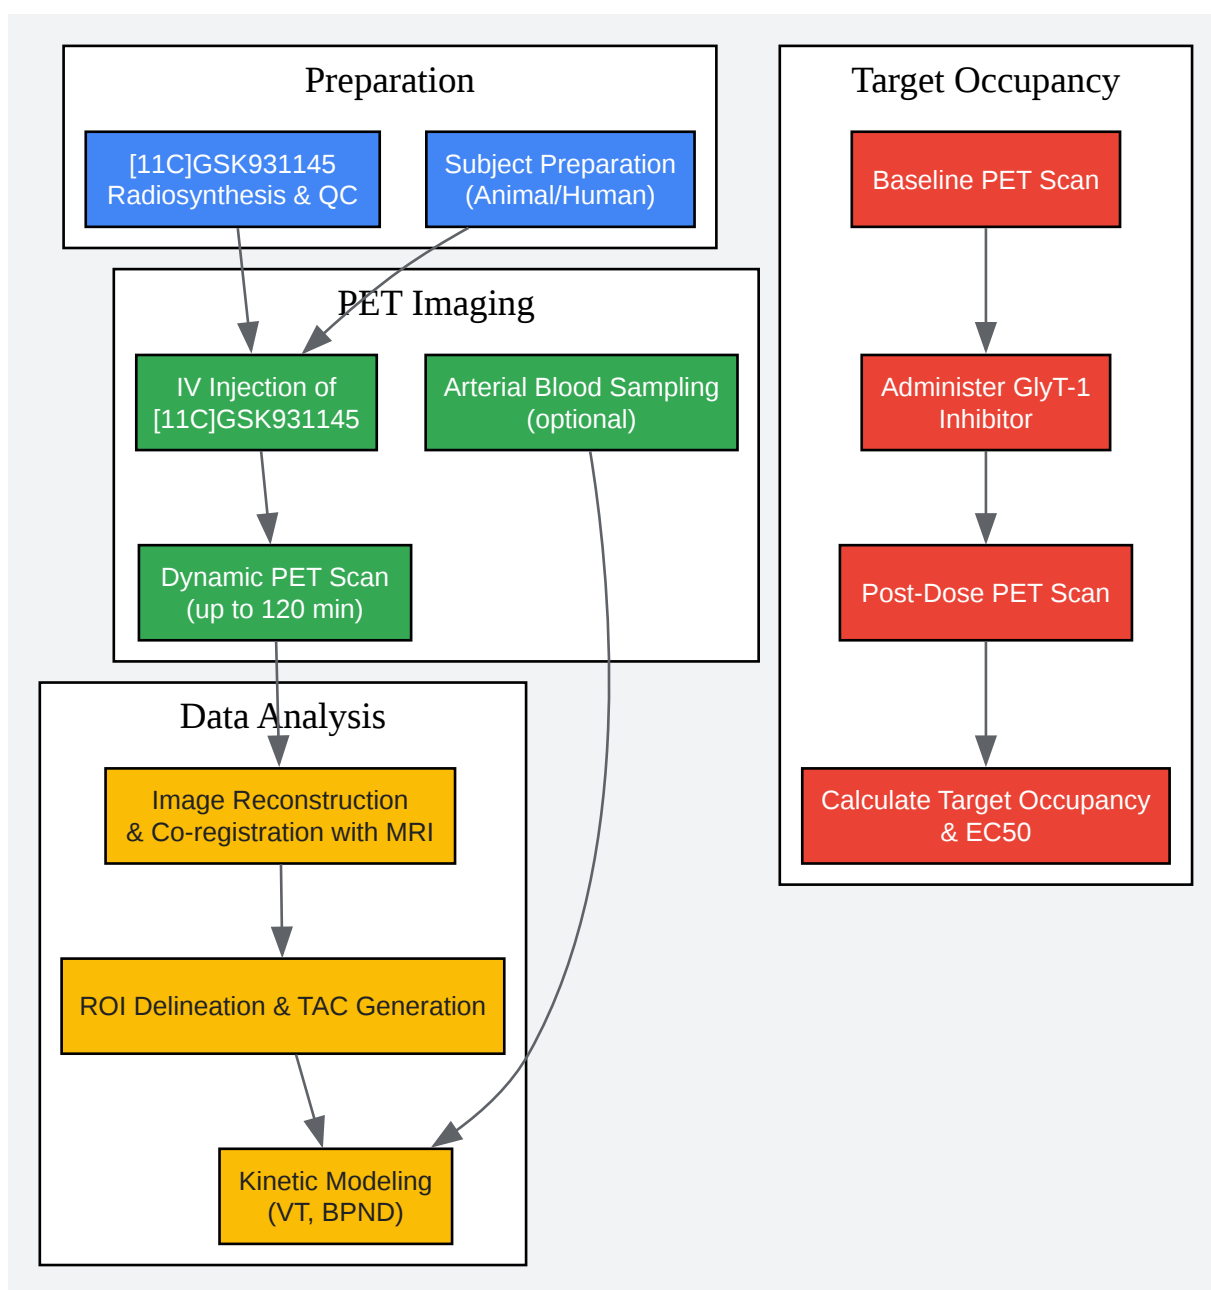 Preparation
[11C]GSK931145
Radiosynthesis & QC
Subject Preparation
(Animal/Human)
PET Imaging
IV Injection of
[11C]GSK931145
Arterial Blood Sampling
(optional)
Dynamic PET Scan
(up to 120 min)
Data Analysis
Image Reconstruction
& Co-registration with MRI
ROI Delineation & TAC Generation
Kinetic Modeling
(VT, BPND)
Target Occupancy
Baseline PET Scan
Administer GlyT-1
Inhibitor
Post-Dose PET Scan
Calculate Target Occupancy
& EC50